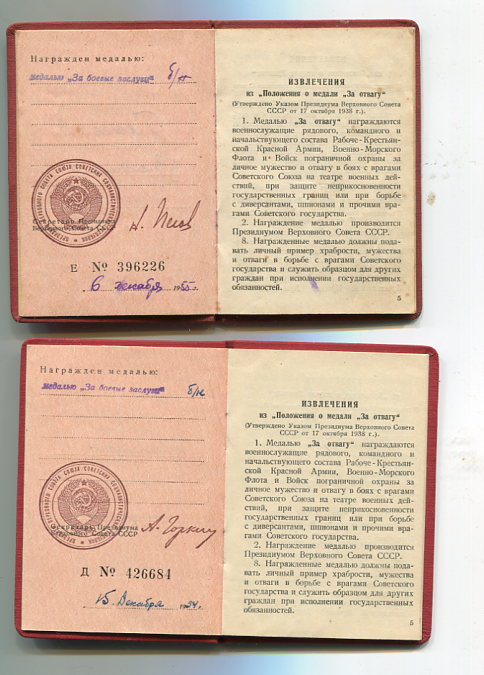 Награжден медалью:
медалью „За боевые заслуги“ б/н
Секретарь Президиума
Верховного Совета СССР
Е № 396226
6 декабря 1955 г.
ИЗВЛЕЧЕНИЯ
из „Положения о медали „За отвагу“
(Утверждено Указом Президиума Верховного Совета
СССР от 17 октября 1938 г.).
1. Медалью „За отвагу“ награждаются
военнослужащие рядового, командного и
начальствующего состава Рабоче-Крестьян-
ской Красной Армии, Военно-Морского
Флота и Войск пограничной охраны за
личное мужество и отвагу в боях с врагами
Советского Союза на театре военных дейст-
вий, при защите неприкосновенности
государственных границ или при борьбе
с диверсантами, шпионами и прочими вра-
гами Советского государства.
2. Награждение медалью производится
Президиумом Верховного Совета СССР.
8. Награжденные медалью должны пода-
вать личный пример храбрости, мужества
и отваги в борьбе с врагами Советского
государства и служить образцом для других
граждан при исполнении государственных
обязанностей.
5
Награжден медалью:
медалью „За боевые заслуги“ б/н
Секретарь Президиума
Верховного Совета СССР
А. Горкин
Д № 426684
15 Декабря 1954 г.
ИЗВЛЕЧЕНИЯ
из „Положения о медали „За отвагу“
(Утверждено Указом Президиума Верховного Совета
СССР от 17 октября 1938 г.).
1. Медалью „За отвагу“ награждаются
военнослужащие рядового, командного и
начальствующего состава Рабоче-Крестьян-
ской Красной Армии, Военно-Морского
Флота и Войск пограничной охраны за
личное мужество и отвагу в боях с врагами
Советского Союза на театре военных дейст-
вий, при защите неприкосновенности
государственных границ или при борьбе
с диверсантами, шпионами и прочими вра-
гами Советского государства.
2. Награждение медалью производится
Президиумом Верховного Совета СССР.
8. Награжденные медалью должны пода-
вать личный пример храбрости, мужества
и отваги в борьбе с врагами Советского
государства и служить образцом для других
граждан при исполнении государственных
обязанностей.
5